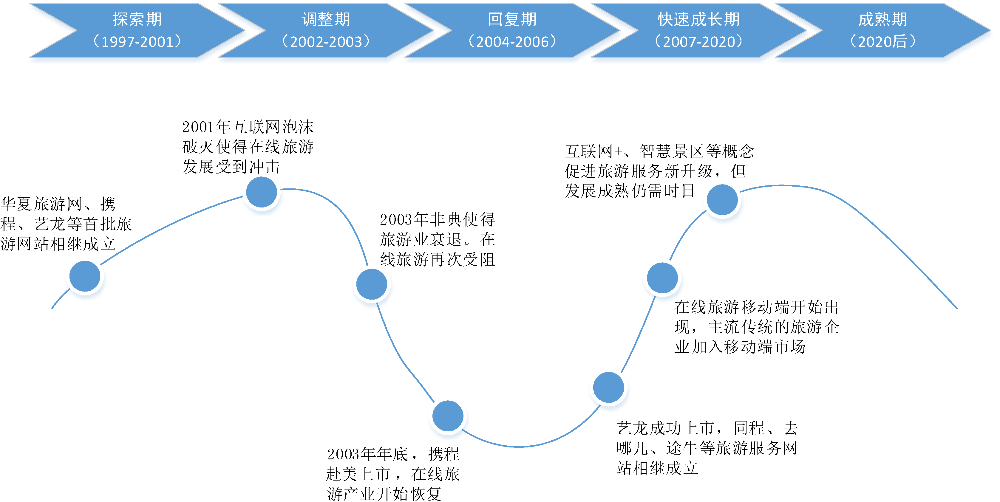 探索期
（1997-2001）
调整期
（2002-2003）
回复期
（2004-2006）
快速成长期
（2007-2020）
成熟期
（2020后）
华夏旅游网、携
程、艺龙等首批旅
游网站相继成立
2001年互联网泡沫
破灭使得在线旅游
发展受到冲击
2003年非典使得
旅游业衰退。在
线旅游再次受阻
2003年年底，携程
赴美上市，在线旅
游产业开始恢复
艺龙成功上市，同程、去
哪儿、途牛等旅游服务网
站相继成立
在线旅游移动端开始出
现，主流传统的旅游企
业加入移动端市场
互联网+、智慧景区等概念
促进旅游服务新升级，但
发展成熟仍需时日